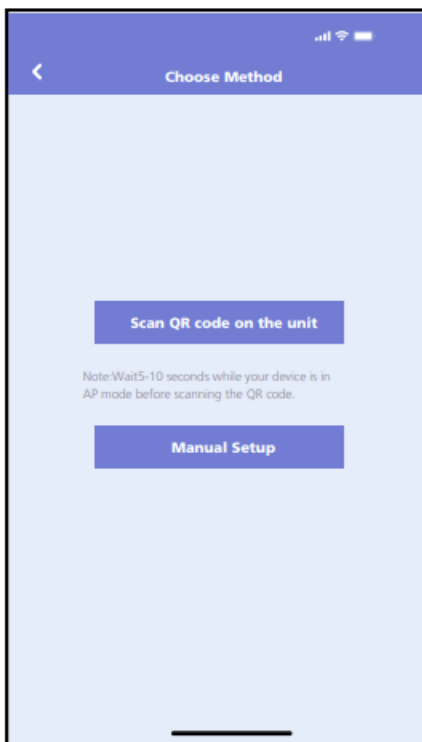 Choose Method
Scan QR code on the unit
Note:Wait5-10 seconds while your device is in
AP mode before scanning the QR code.
Manual Setup